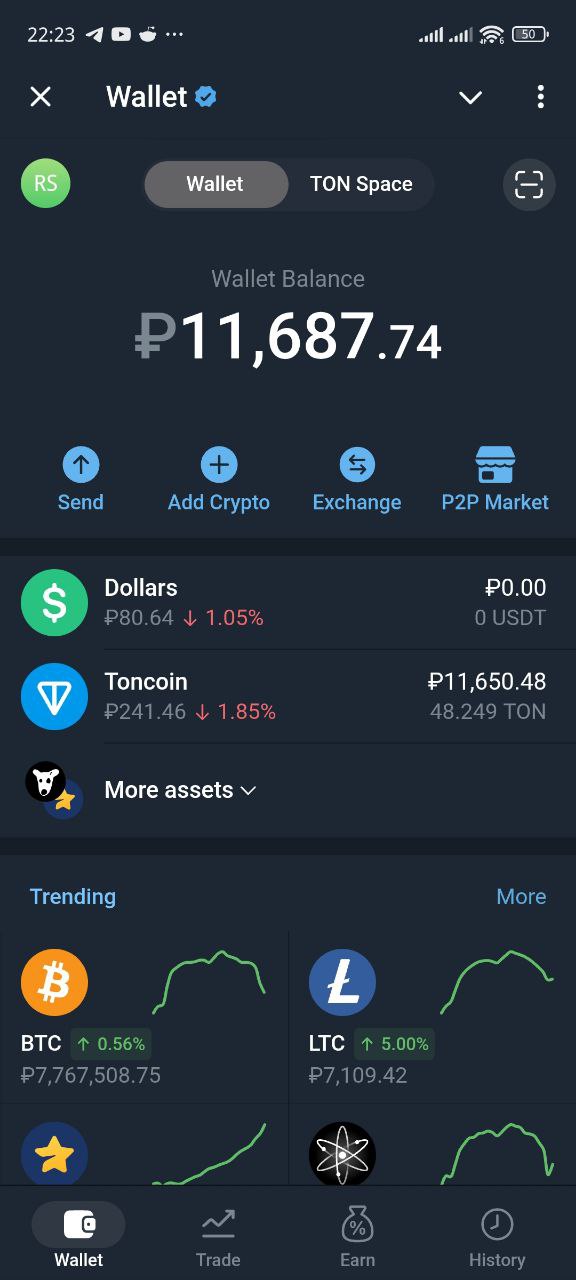 22:23 50
Wallet
RS Wallet TON Space
Wallet Balance
₽11,687.74
Send Add Crypto Exchange P2P Market
Dollars ₽0.00
₽80.64 ↓ 1.05% 0 USDT
Toncoin ₽11,650.48
₽241.46 ↓ 1.85% 48.249 TON
More assets
Trending More
BTC ↑ 0.56% LTC ↑ 5.00%
₽7,767,508.75 ₽7,109.42
Wallet Trade Earn History